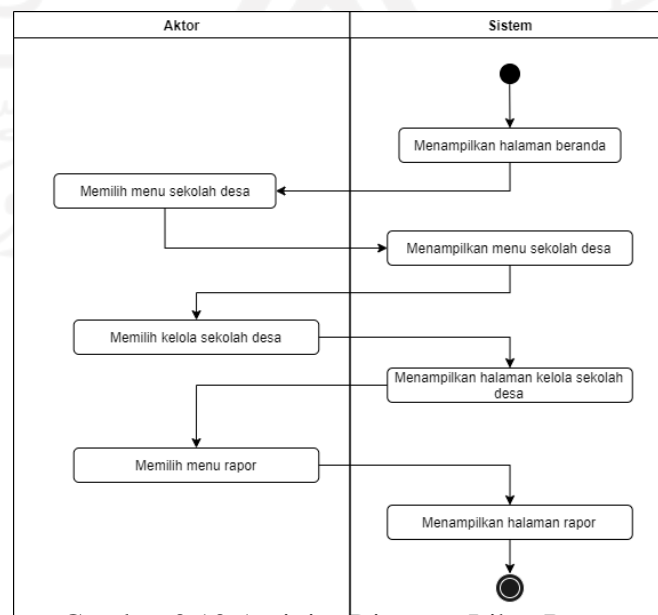 Aktor
Sistem
Menampilkan halaman beranda
Memilih menu sekolah desa
Menampilkan menu sekolah desa
Memilih kelola sekolah desa
Menampilkan halaman kelola sekolah
desa
Memilih menu rapor
Menampilkan halaman rapor